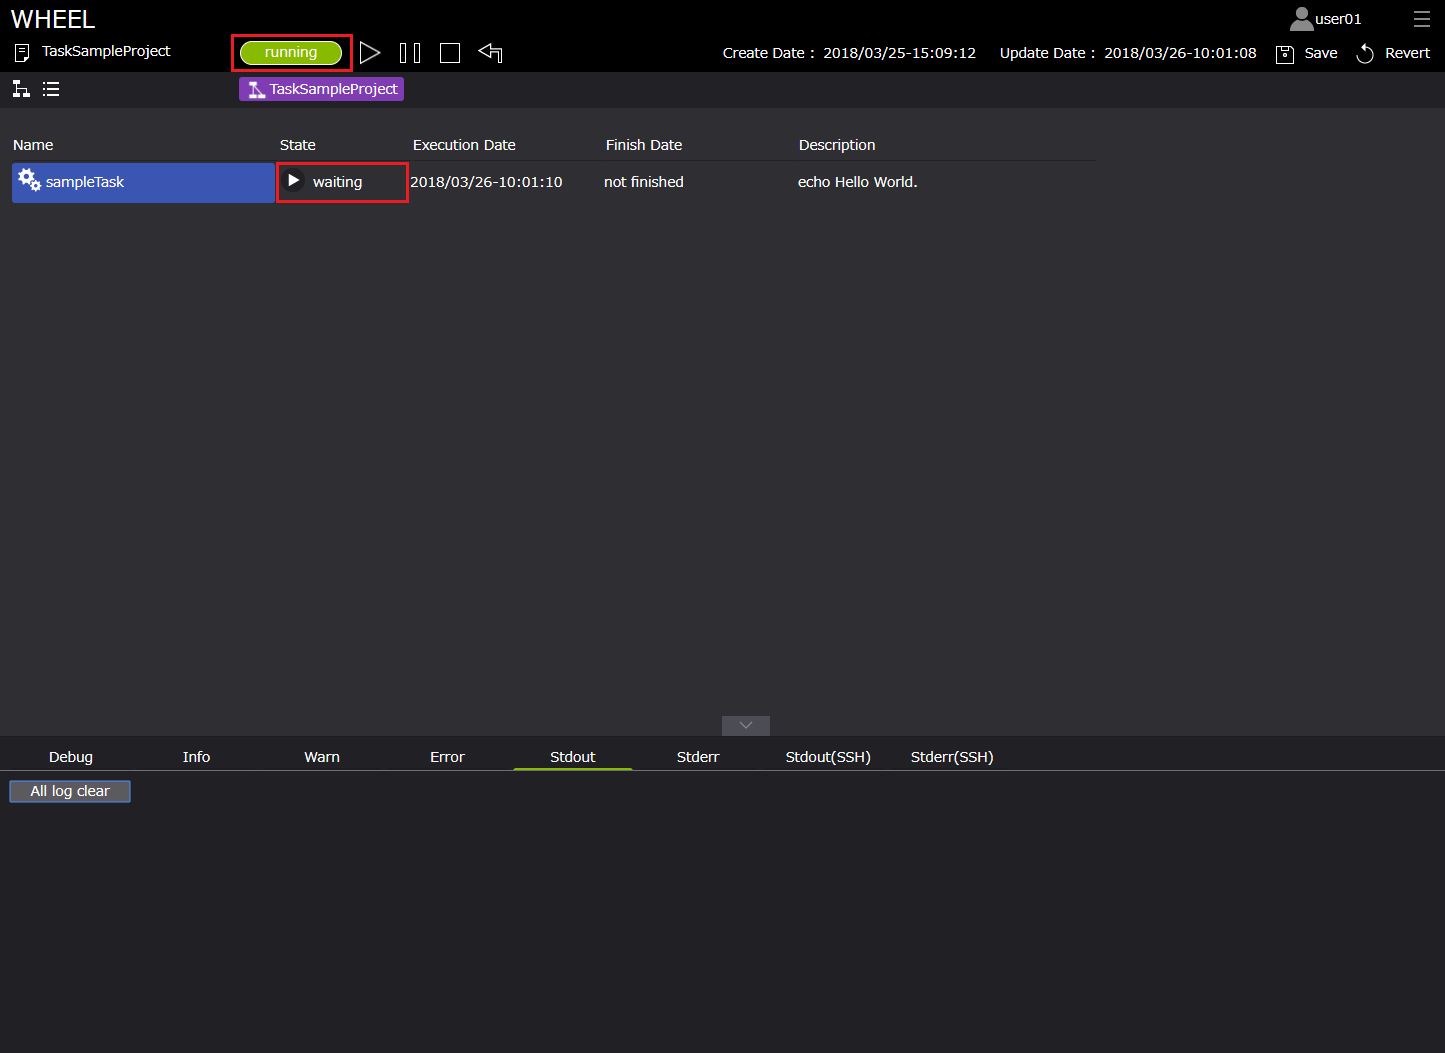 WHEEL
user01
TaskSampleProject running Create Date : 2018/03/25-15:09:12 Update Date : 2018/03/26-10:01:08 Save Revert
TaskSampleProject
Name State Execution Date Finish Date Description
sampleTask waiting 2018/03/26-10:01:10 not finished echo Hello World.
Debug Info Warn Error Stdout Stderr Stdout(SSH) Stderr(SSH)
All log clear